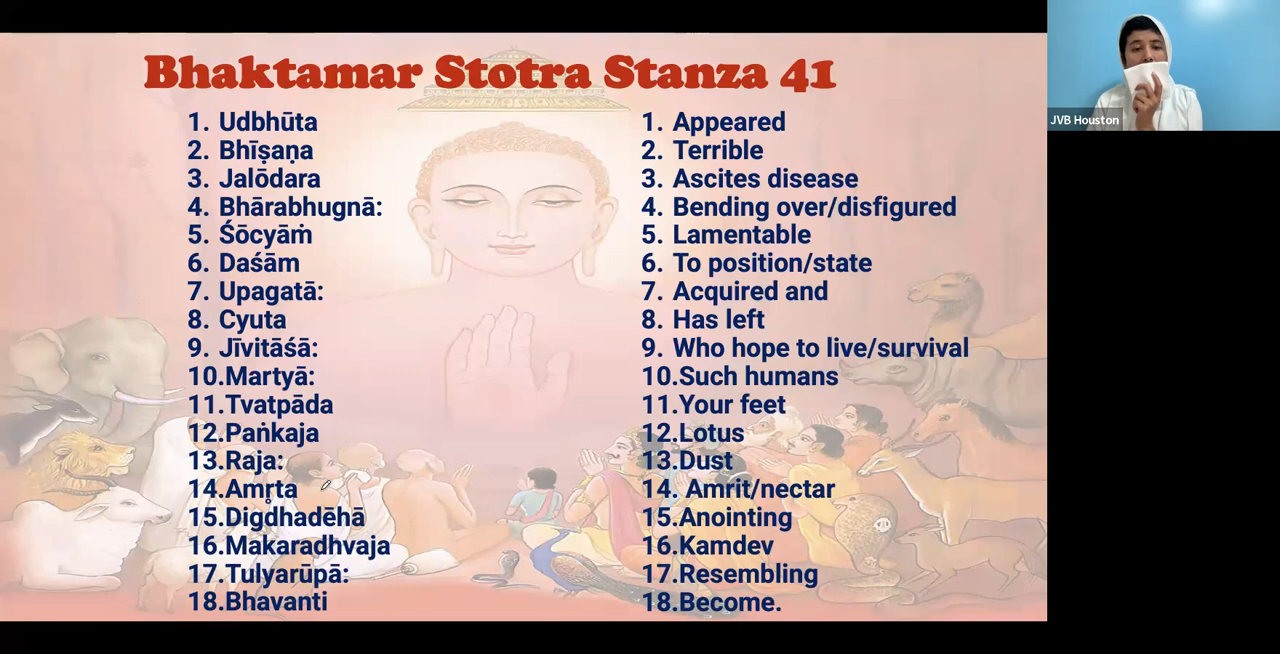 Bhaktamar Stotra Stanza 41
1. Udbhūta
2. Bhīṣaṇa
3. Jalōdara
4. Bhārabhugnā:
5. Śōcyāṁ
6. Daśām
7. Upagatā:
8. Cyuta
9. Jīvitāśā:
10.Martyā:
11.Tvatpāda
12.Paṅkaja
13.Raja:
14.Amr̥ta
15.Digdhadēhā
16.Makaradhvaja
17.Tulyarūpā:
18.Bhavanti
1. Appeared
2. Terrible
3. Ascites disease
4. Bending over/disfigured
5. Lamentable
6. To position/state
7. Acquired and
8. Has left
9. Who hope to live/survival
10.Such humans
11.Your feet
12.Lotus
13.Dust
14. Amrit/nectar
15.Anointing
16.Kamdev
17.Resembling
18.Become.
JVB Houston